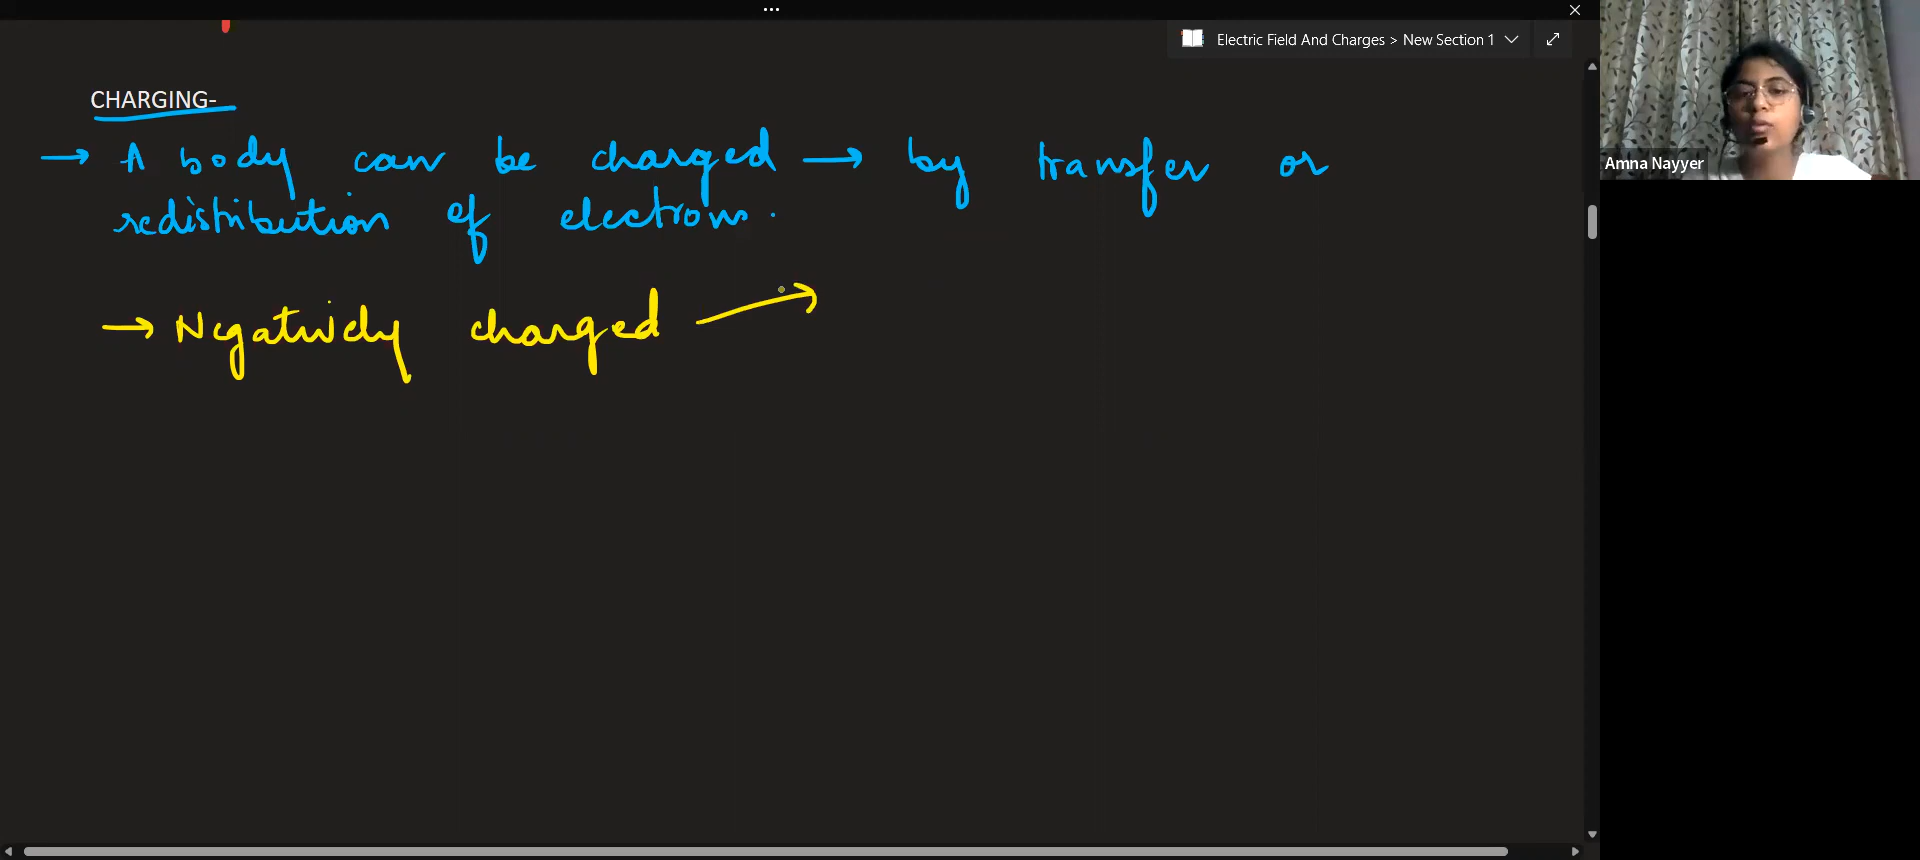 Electric Field And Charges > New Section 1
CHARGING-
→ A body can be charged → by transfer or
redistribution of electrons.
→ Negatively charged →
Amna Nayyer